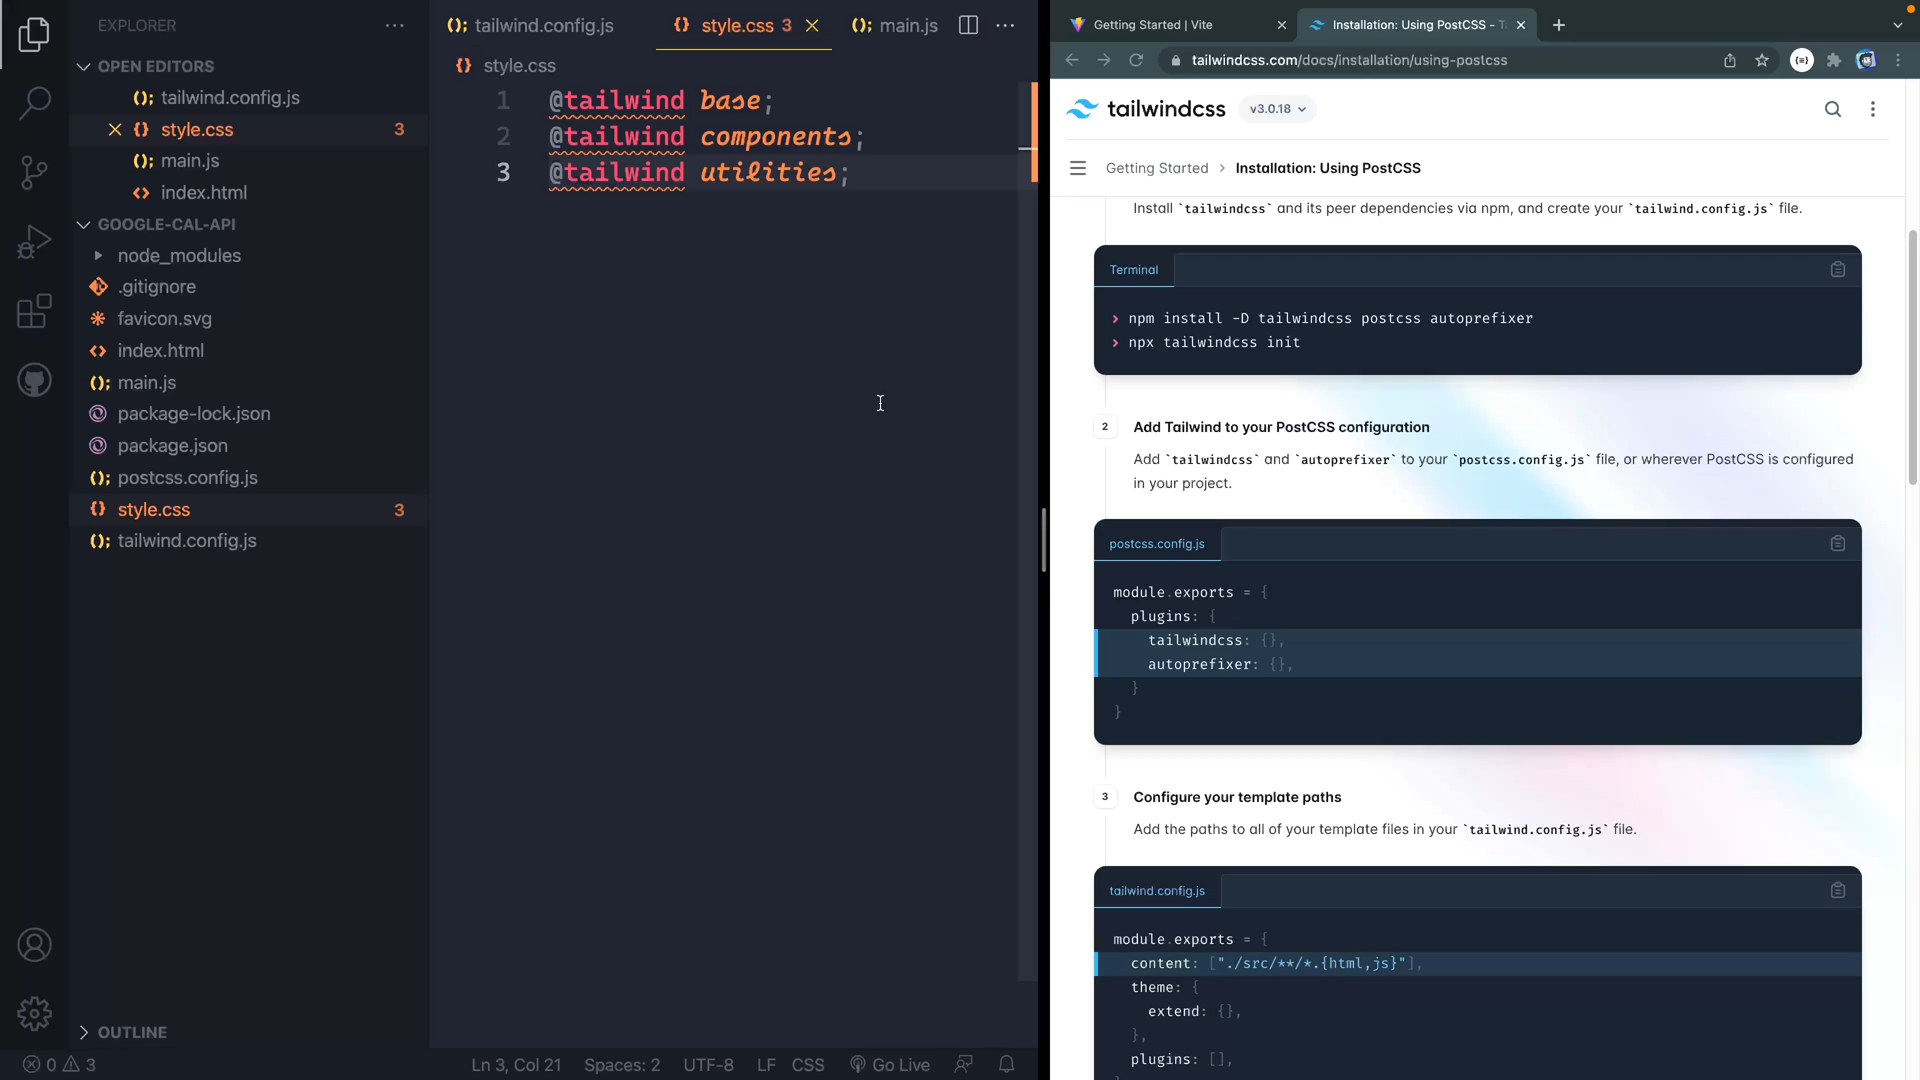 EXPLORER
OPEN EDITORS
tailwind.config.js
style.css 3
main.js
index.html
GOOGLE-CAL-API
node_modules
.gitignore
favicon.svg
index.html
main.js
package-lock.json
package.json
postcss.config.js
style.css 3
tailwind.config.js
OUTLINE
0 3
tailwind.config.js style.css 3 main.js
style.css
1 @tailwind base;
2 @tailwind components;
3 @tailwind utilities;
Ln 3, Col 21 Spaces: 2 UTF-8 LF CSS Go Live
Getting Started | Vite
Installation: Using PostCSS - T
tailwindcss.com/docs/installation/using-postcss
tailwindcss v3.0.18
Getting Started > Installation: Using PostCSS
Install `tailwindcss` and its peer dependencies via npm, and create your `tailwind.config.js` file.
Terminal
> npm install -D tailwindcss postcss autoprefixer
> npx tailwindcss init
2 Add Tailwind to your PostCSS configuration
Add `tailwindcss` and `autoprefixer` to your `postcss.config.js` file, or wherever PostCSS is configured
in your project.
postcss.config.js
module.exports = {
plugins: {
tailwindcss: {},
autoprefixer: {},
}
}
3 Configure your template paths
Add the paths to all of your template files in your `tailwind.config.js` file.
tailwind.config.js
module.exports = {
content: ["./src/**/*.{html,js}"],
theme: {
extend: {},
},
plugins: [],